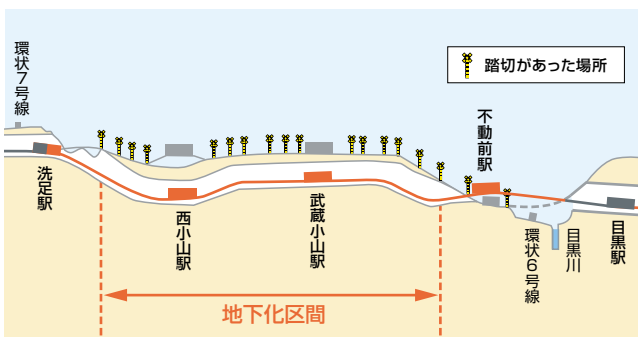 環状7号線
踏切があった場所
不動前駅
洗足駅
西小山駅
武蔵小山駅
環状6号線
目黒川
目黒駅
地下化区間